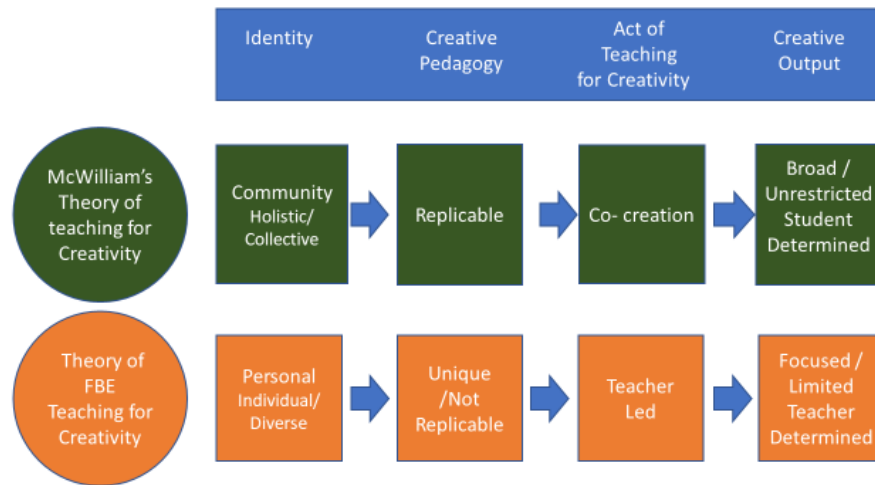 Identity
Creative
Pedagogy
Act of
Teaching
for Creativity
Creative
Output
McWilliam's
Theory of
teaching for
Creativity
Community
Holistic/
Collective
Replicable
Co- creation
Broad /
Unrestricted
Student
Determined
Theory of
FBE
Teaching for
Creativity
Personal
Individual/
Diverse
Unique
/Not
Replicable
Teacher
Led
Focused /
Limited
Teacher
Determined